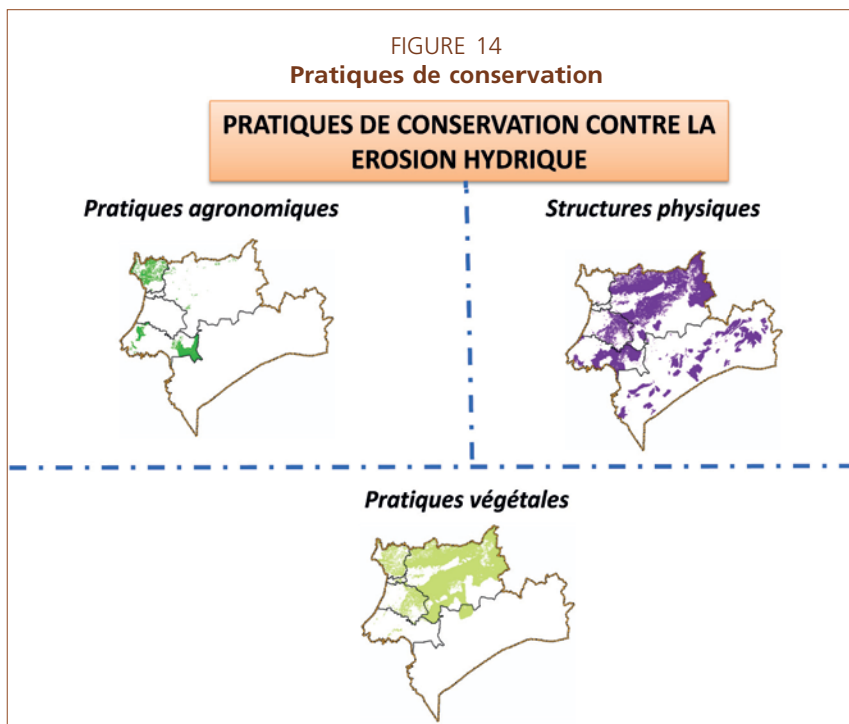 FIGURE 14
Pratiques de conservation
PRATIQUES DE CONSERVATION CONTRE LA
EROSION HYDRIQUE
Pratiques agronomiques
Structures physiques
Pratiques végétales